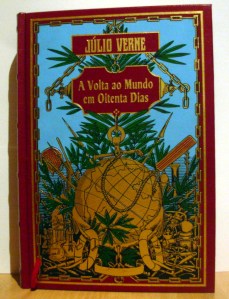 JÚLIO VERNE
A Volta ao Mundo
em Oitenta Dias